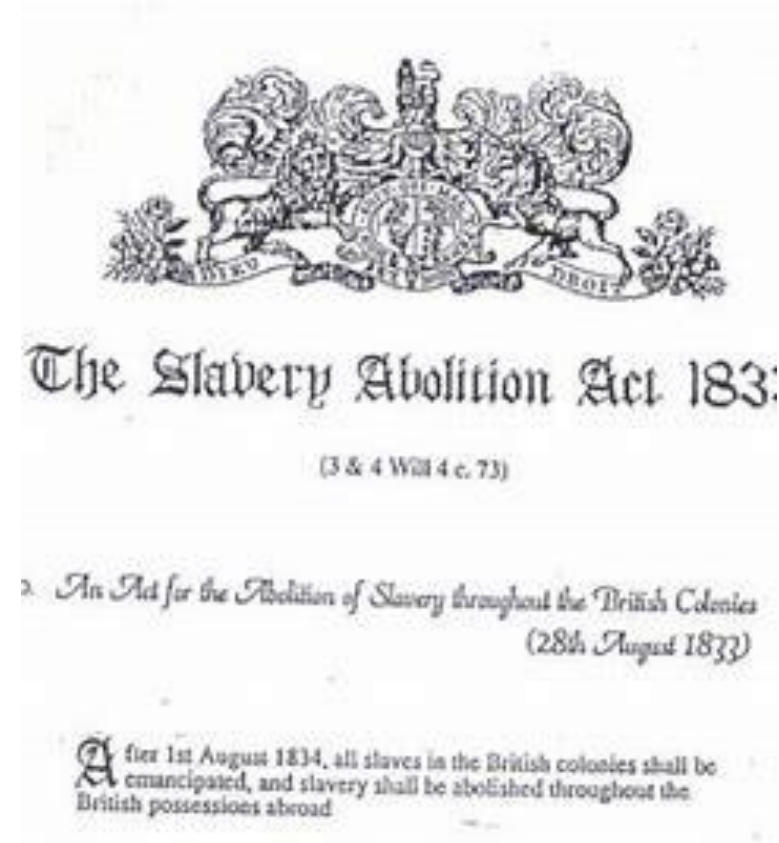 DIEU DROIT
The Slavery Abolition Act 183
(3 & 4 Will 4 c. 73)
An Act for the Abolition of Slavery throughout the British Colonies
(28th August 1833)
After 1st August 1834, all slaves in the British colonies shall be
emancipated, and slavery shall be abolished throughout the
British possessions abroad